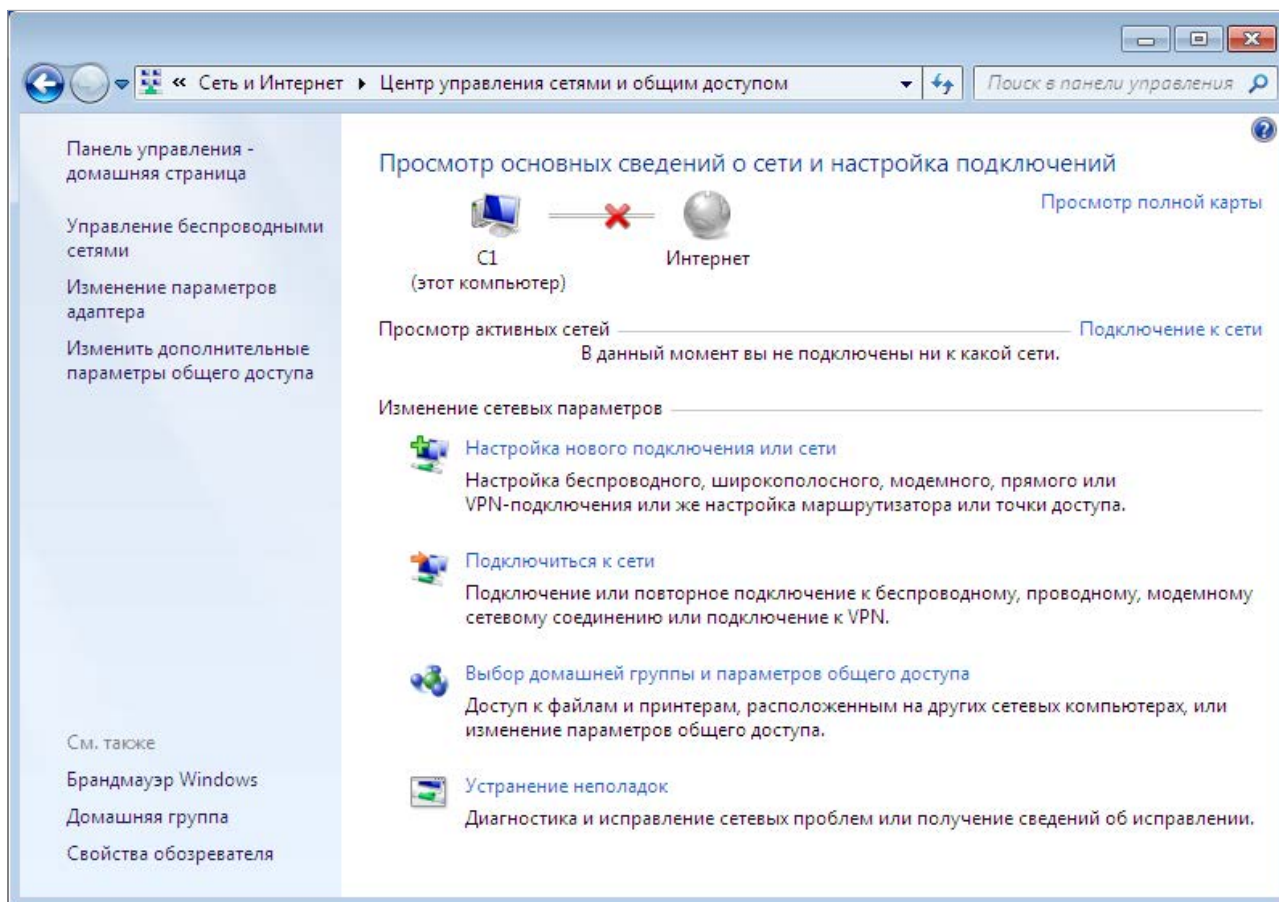 « Сеть и Интернет ▸ Центр управления сетями и общим доступом
Поиск в панели управления
Панель управления -
домашняя страница
Управление беспроводными
сетями
Изменение параметров
адаптера
Изменить дополнительные
параметры общего доступа
См. также
Брандмауэр Windows
Домашняя группа
Свойства обозревателя
Просмотр основных сведений о сети и настройка подключений
Просмотр полной карты
C1
(этот компьютер)
Интернет
Просмотр активных сетей
Подключение к сети
В данный момент вы не подключены ни к какой сети.
Изменение сетевых параметров
Настройка нового подключения или сети
Настройка беспроводного, широкополосного, модемного, прямого или
VPN-подключения или же настройка маршрутизатора или точки доступа.
Подключиться к сети
Подключение или повторное подключение к беспроводному, проводному, модемному
сетевому соединению или подключение к VPN.
Выбор домашней группы и параметров общего доступа
Доступ к файлам и принтерам, расположенным на других сетевых компьютерах, или
изменение параметров общего доступа.
Устранение неполадок
Диагностика и исправление сетевых проблем или получение сведений об исправлении.